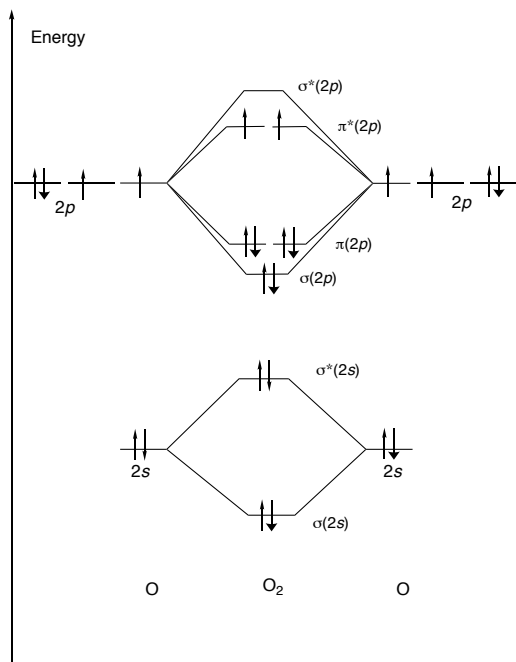 Energy
σ*(2p)
π*(2p)
2p
2p
π(2p)
σ(2p)
σ*(2s)
2s
2s
σ(2s)
O
O₂
O